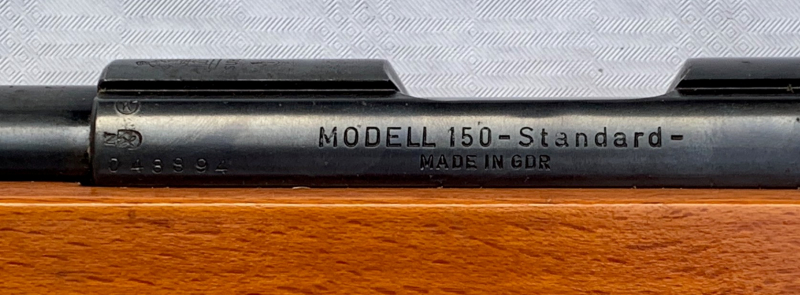 MODELL 150-Standard-
MADE IN GDR